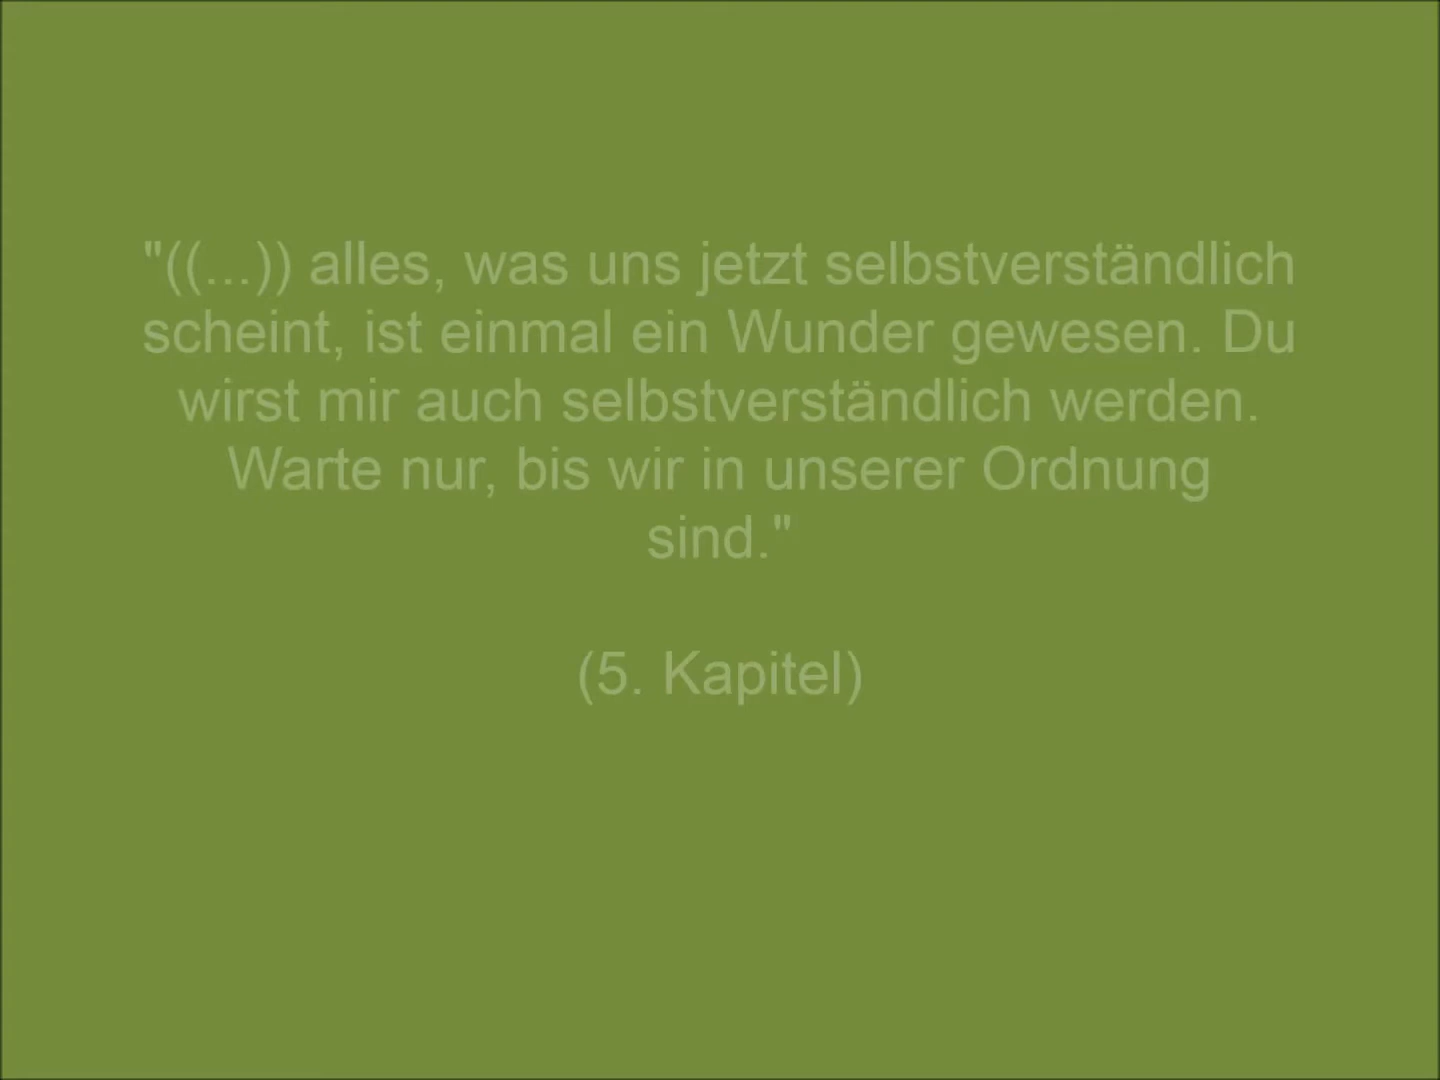 "((...)) alles, was uns jetzt selbstverständlich
scheint, ist einmal ein Wunder gewesen. Du
wirst mir auch selbstverständlich werden.
Warte nur, bis wir in unserer Ordnung
sind."
(5. Kapitel)